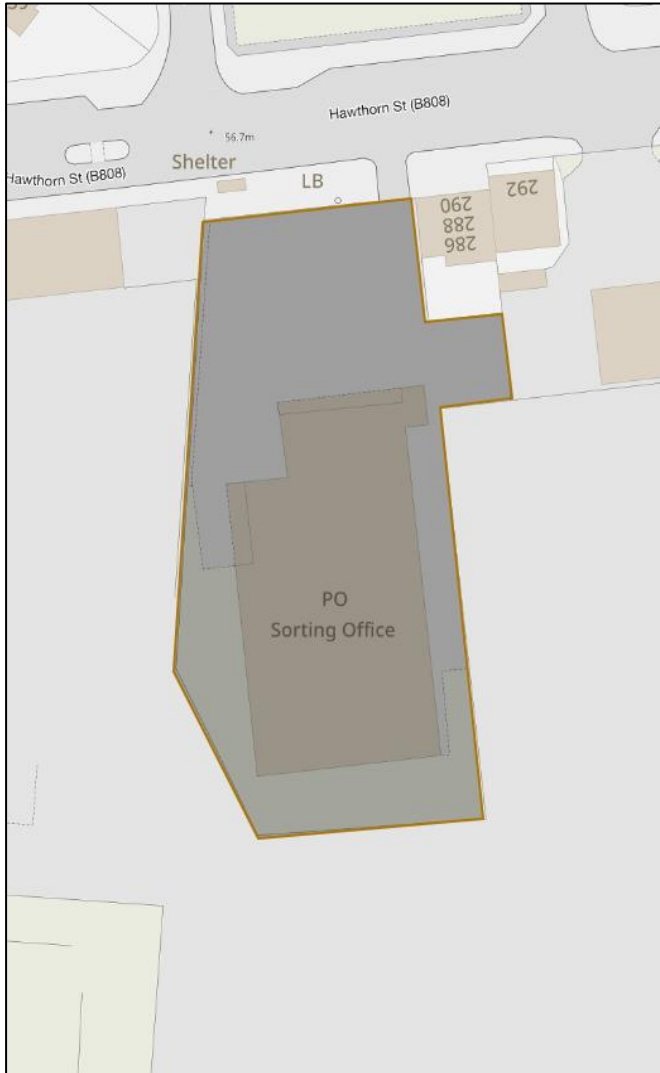 Hawthorn St (B808)
56.7m
Shelter
Hawthorn St (B808)
LB
290
288
286
292
PO
Sorting Office